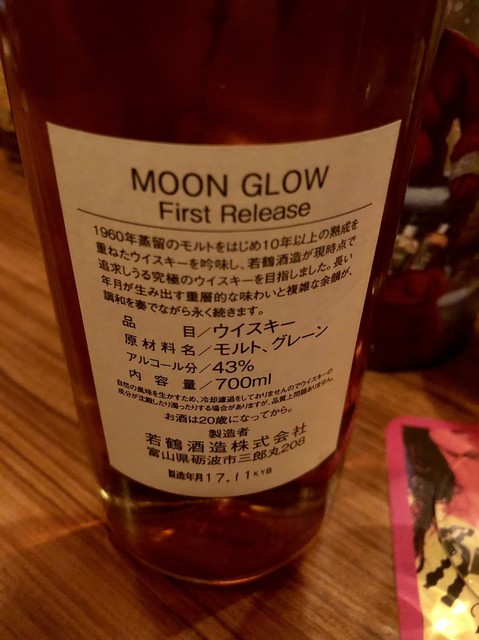 MOON GLOW
First Release
1960年蒸留のモルトをはじめ10年以上の熟成を
重ねたウイスキーを吟味し、若鶴酒造が現時点で
追求しうる究極のウイスキーを目指しました。長い
年月が生み出す重層的な味わいと複雑な余韻が、
調和を奏でながら永く続きます。
品 目/ウイスキー
原材料名/モルト、グレーン
アルコール分/43%
内 容 量/700ml
自然の風味を生かすため、冷却濾過をしておりませんのでウイスキーの
成分が沈殿したり濁ったりする場合がありますが、品質上問題ありません。
お酒は20歳になってから。
製造者
若鶴酒造株式会社
富山県砺波市三郎丸208
製造年月17.11KYB